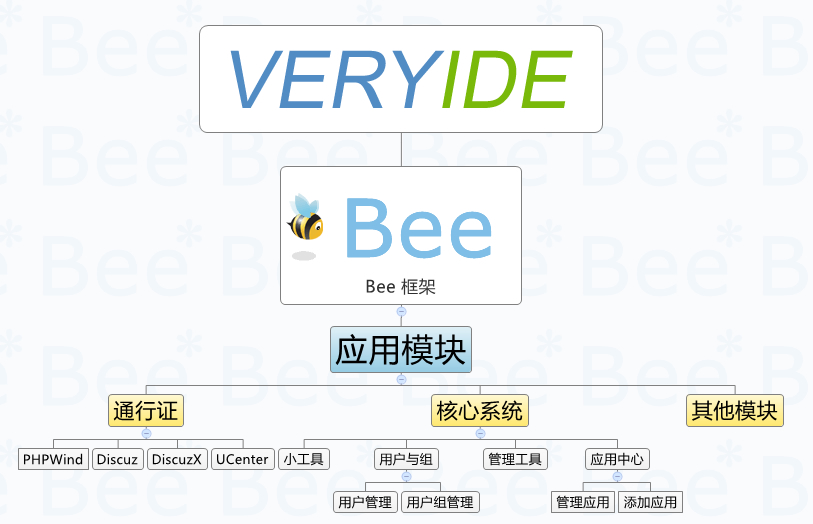 VERYIDE
Bee
Bee 框架
应用模块
通行证
核心系统
其他模块
PHPWind
Discuz
DiscuzX
UCenter
小工具
用户与组
管理工具
应用中心
用户管理
用户组管理
管理应用
添加应用